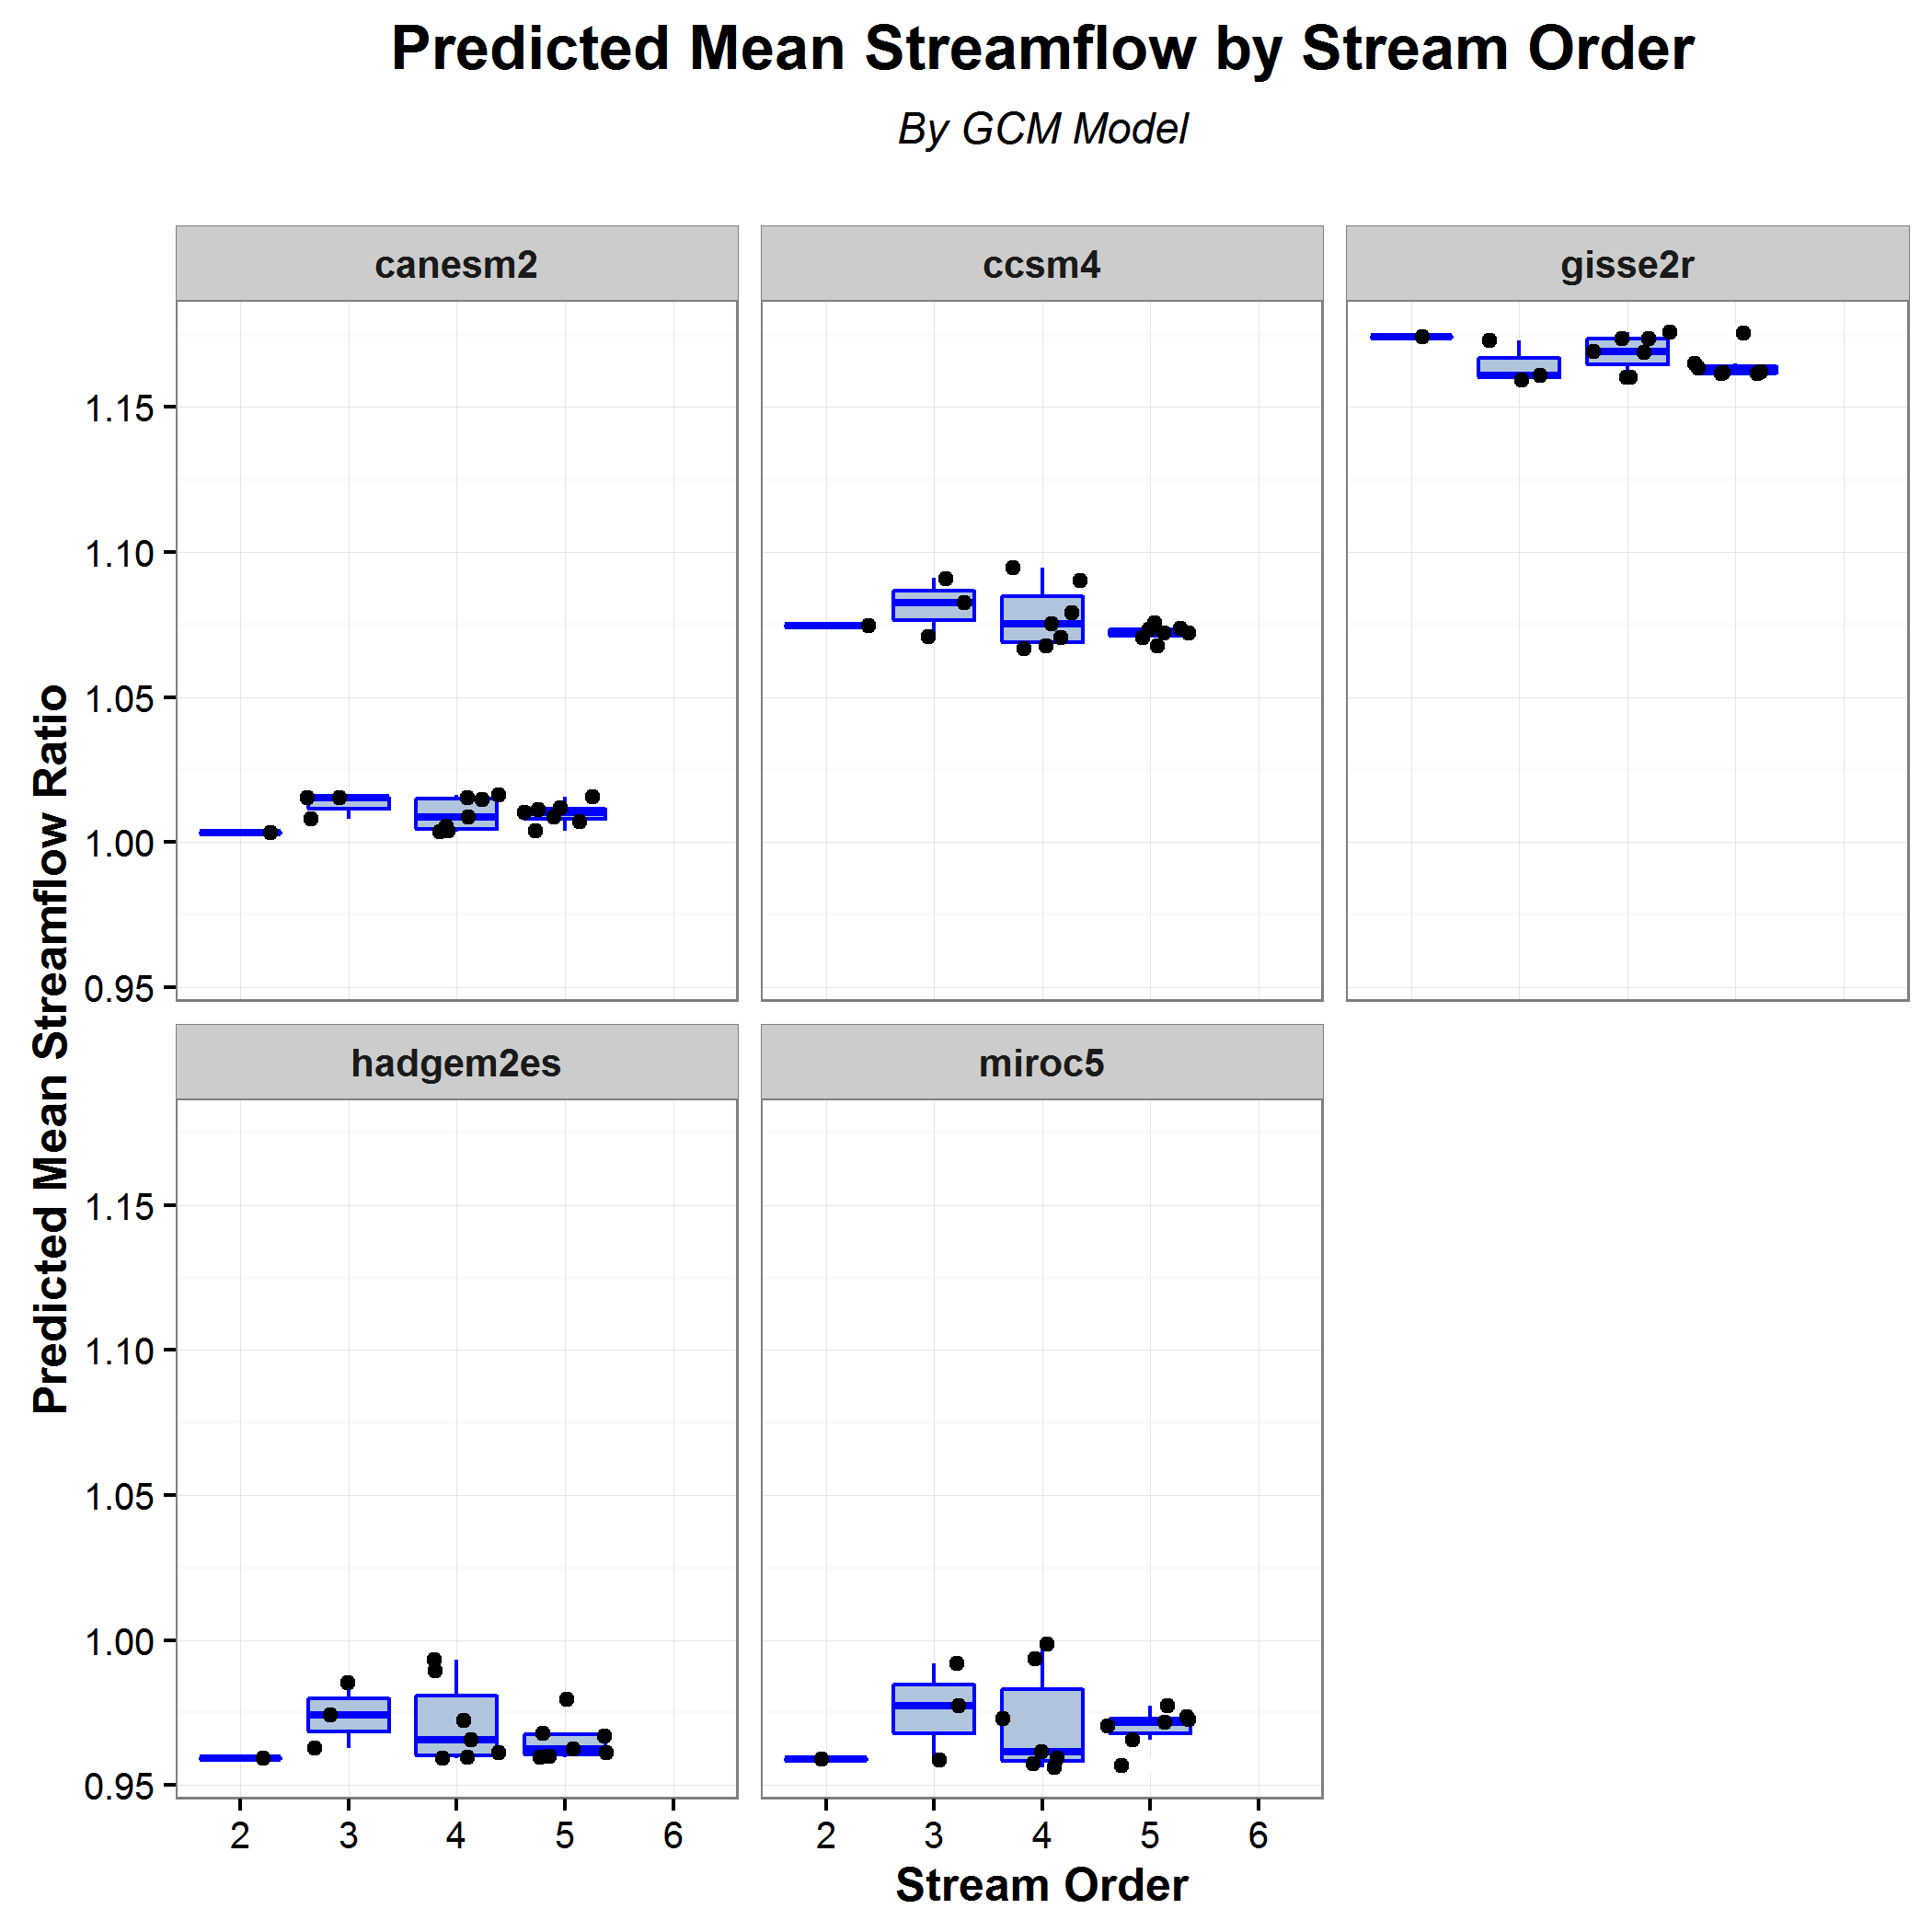 Predicted Mean Streamflow by Stream Order
By GCM Model
canesm2
ccsm4
gisse2r
1.15
1.10
1.05
1.00
0.95
hadgem2es
miroc5
1.15
1.10
1.05
1.00
0.95
2 3 4 5 6
2 3 4 5 6
Stream Order
Predicted Mean Streamflow Ratio